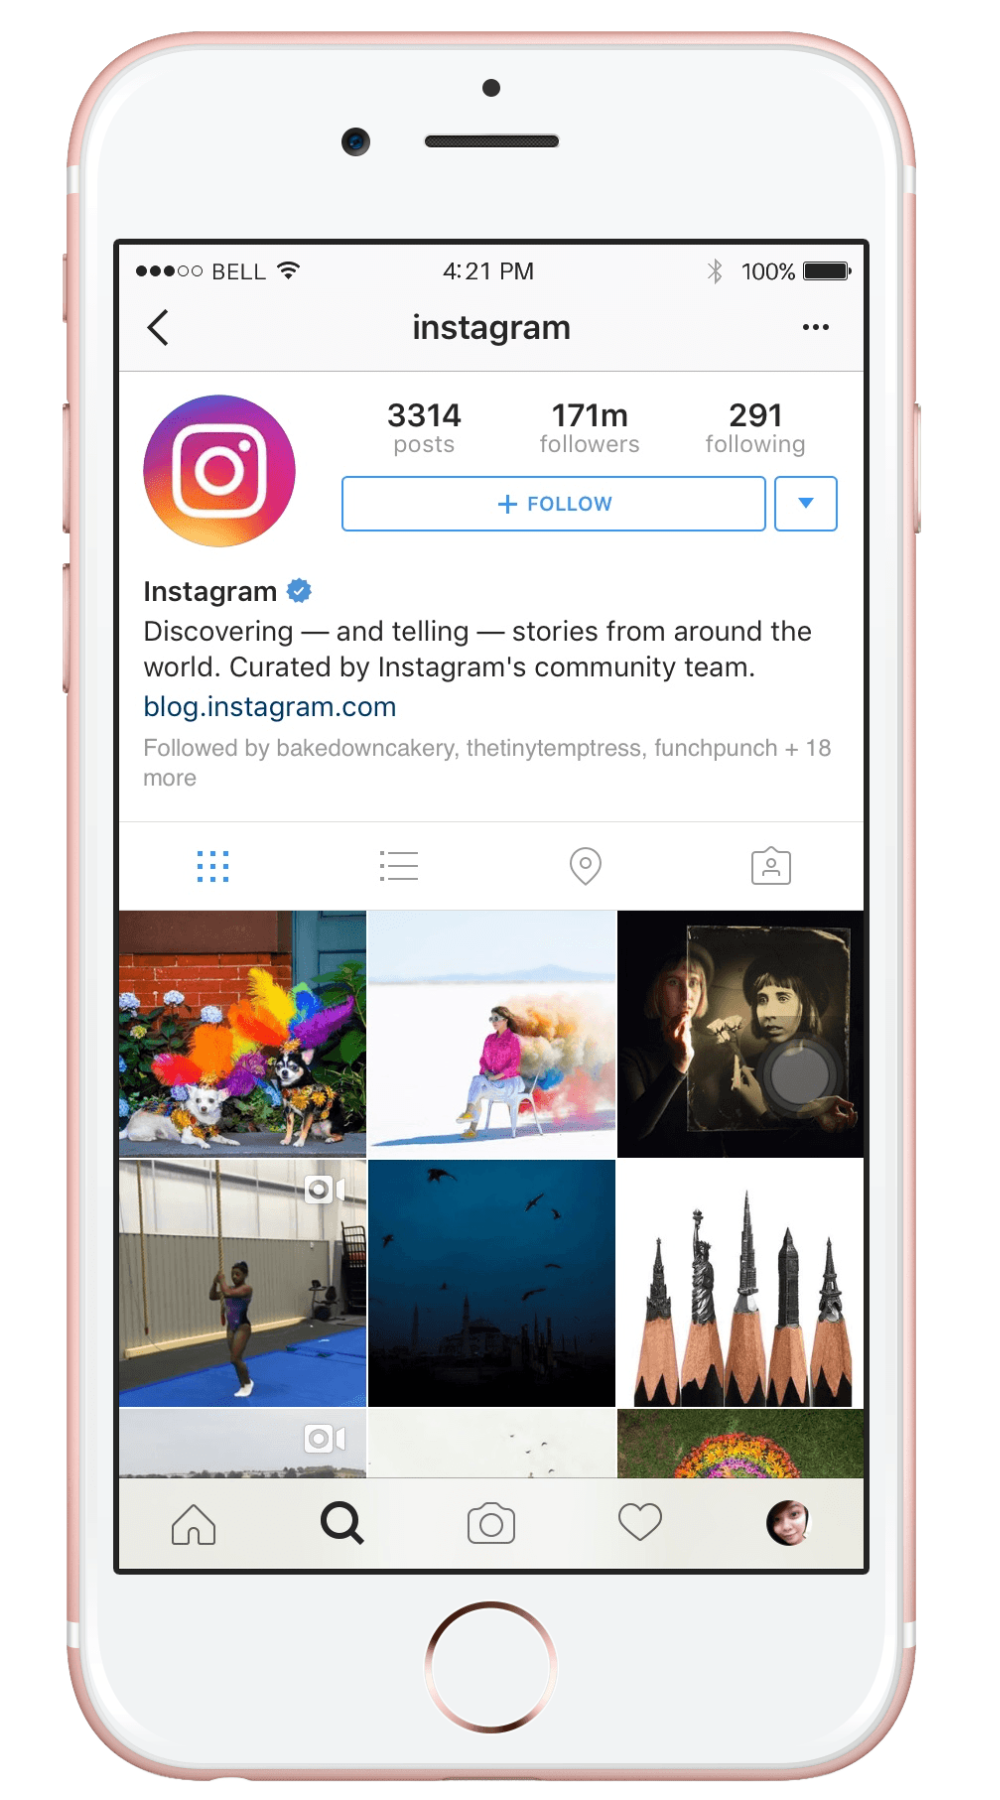 BELL 4:21 PM 100%
instagram
3314 171m 291
posts followers following
+ FOLLOW
Instagram
Discovering — and telling — stories from around the
world. Curated by Instagram's community team.
blog.instagram.com
Followed by bakedowncakery, thetinytemptress, funchpunch + 18
more